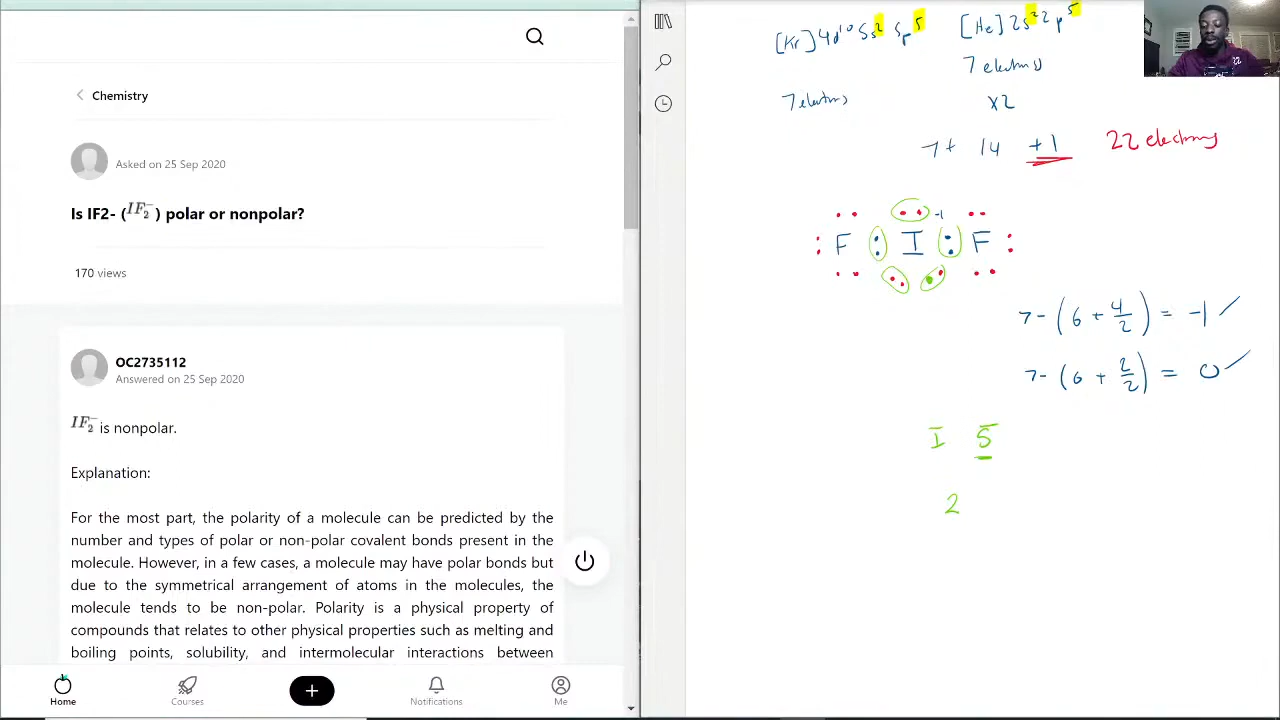 Chemistry
Asked on 25 Sep 2020
Is IF2- (IF₂⁻) polar or nonpolar?
170 views
OC2735112
Answered on 25 Sep 2020
IF₂⁻ is nonpolar.
Explanation:
For the most part, the polarity of a molecule can be predicted by the
number and types of polar or non-polar covalent bonds present in the
molecule. However, in a few cases, a molecule may have polar bonds but
due to the symmetrical arrangement of atoms in the molecules, the
molecule tends to be non-polar. Polarity is a physical property of
compounds that relates to other physical properties such as melting and
boiling points, solubility, and intermolecular interactions between
Home
Courses
Notifications
Me
[Kr] 4d¹⁰ 5s² 5p⁵ [He] 2s² 2p⁵
7 electrons
7 electrons x2
7 + 14 +1 22 electrons
-1
F I F
7 - (6 + 4/2) = -1
7 - (6 + 2/2) = 0
I 5
2